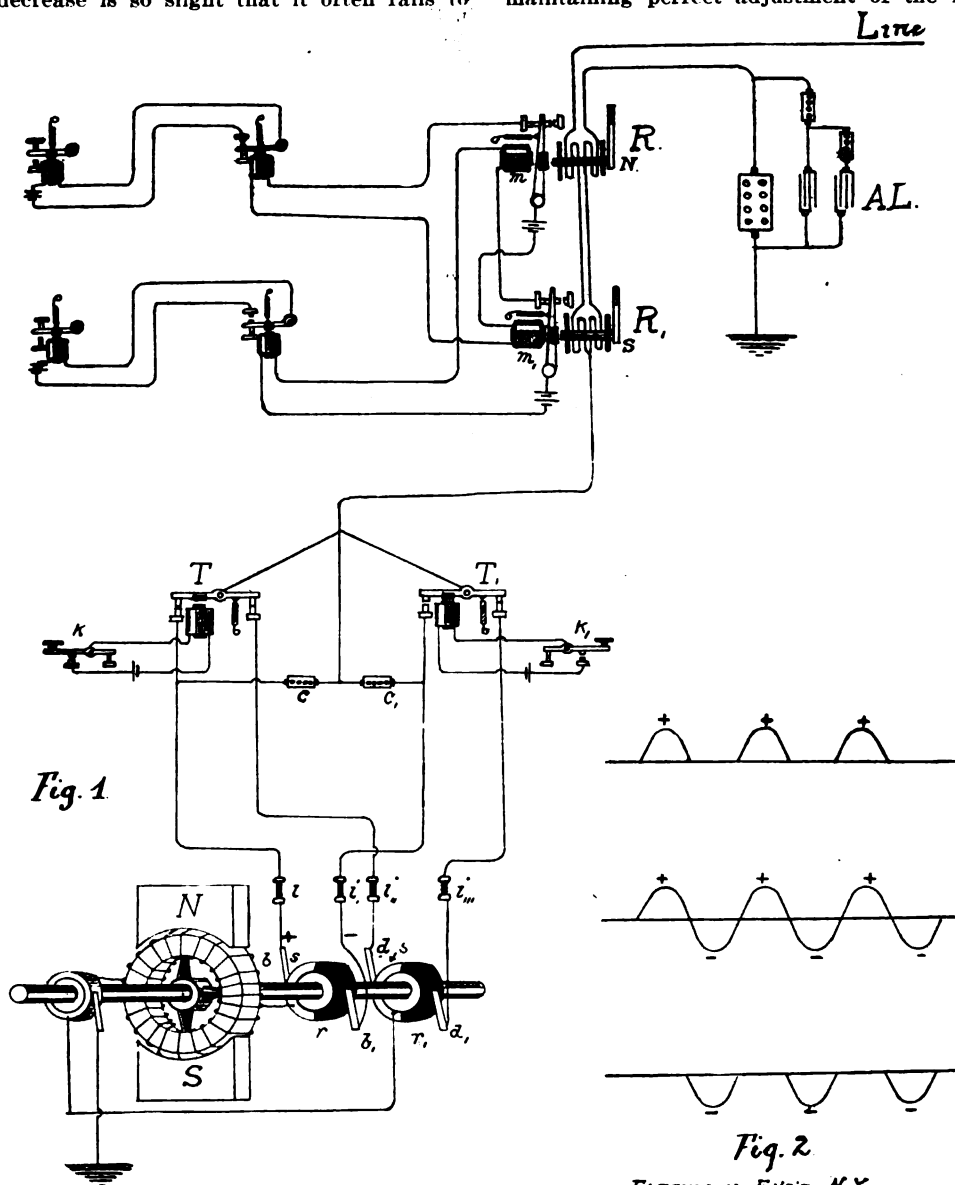 decrease is so slight that it often fails to
maintaining perfect adjustment of the
Line
R.
N.
m
AL.
R,
S
m,
T
T,
K
K,
c
c,
Fig. 1
i
i,
i,,
i,,,
N
+
-
b
s
d,
s
r
b,
r,
d,
S
+ + +
+ + +
- - -
- - -
Fig. 2
N.Y.